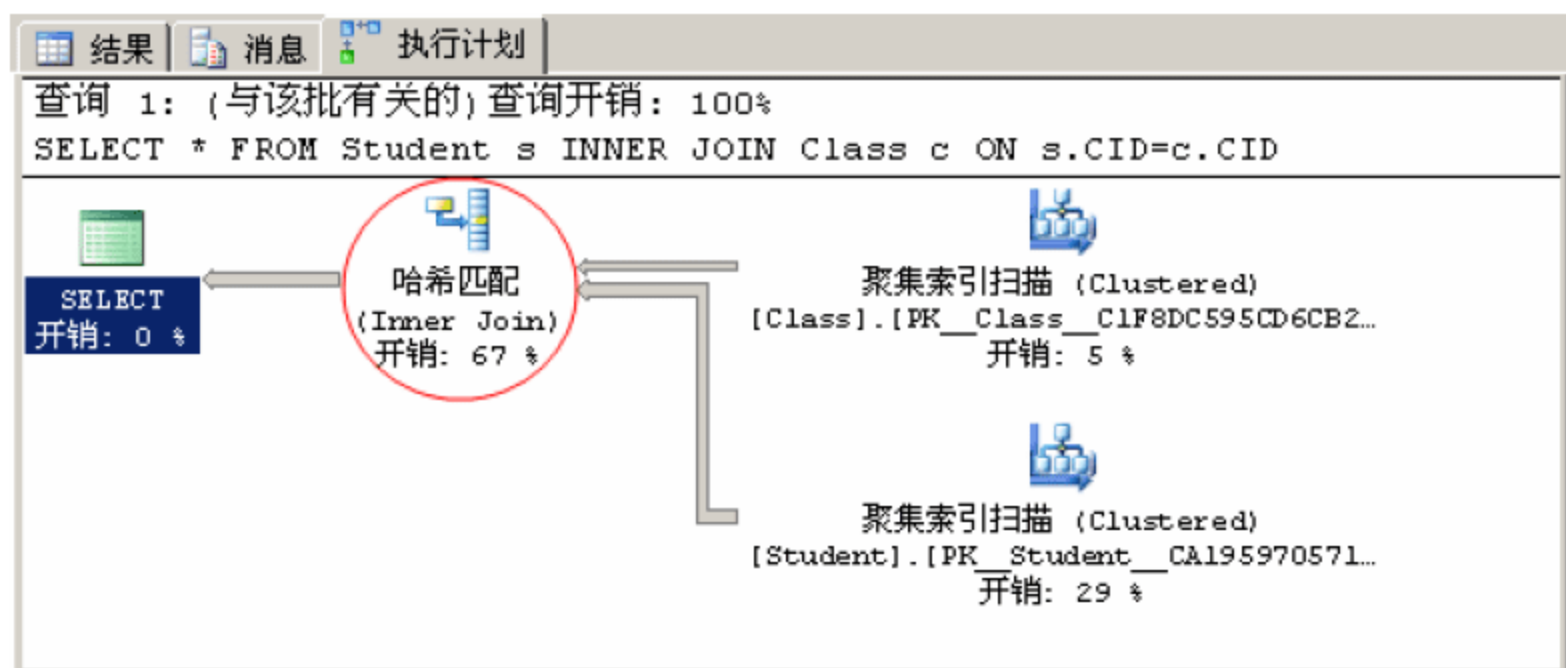 结果 消息 执行计划
查询 1: (与该批有关的)查询开销: 100%
SELECT * FROM Student s INNER JOIN Class c ON s.CID=c.CID
SELECT
开销: 0 %
哈希匹配
(Inner Join)
开销: 67 %
聚集索引扫描 (Clustered)
[Class].[PK__Class__C1F8DC595CD6CB2…
开销: 5 %
聚集索引扫描 (Clustered)
[Student].[PK__Student__CA195970571…
开销: 29 %